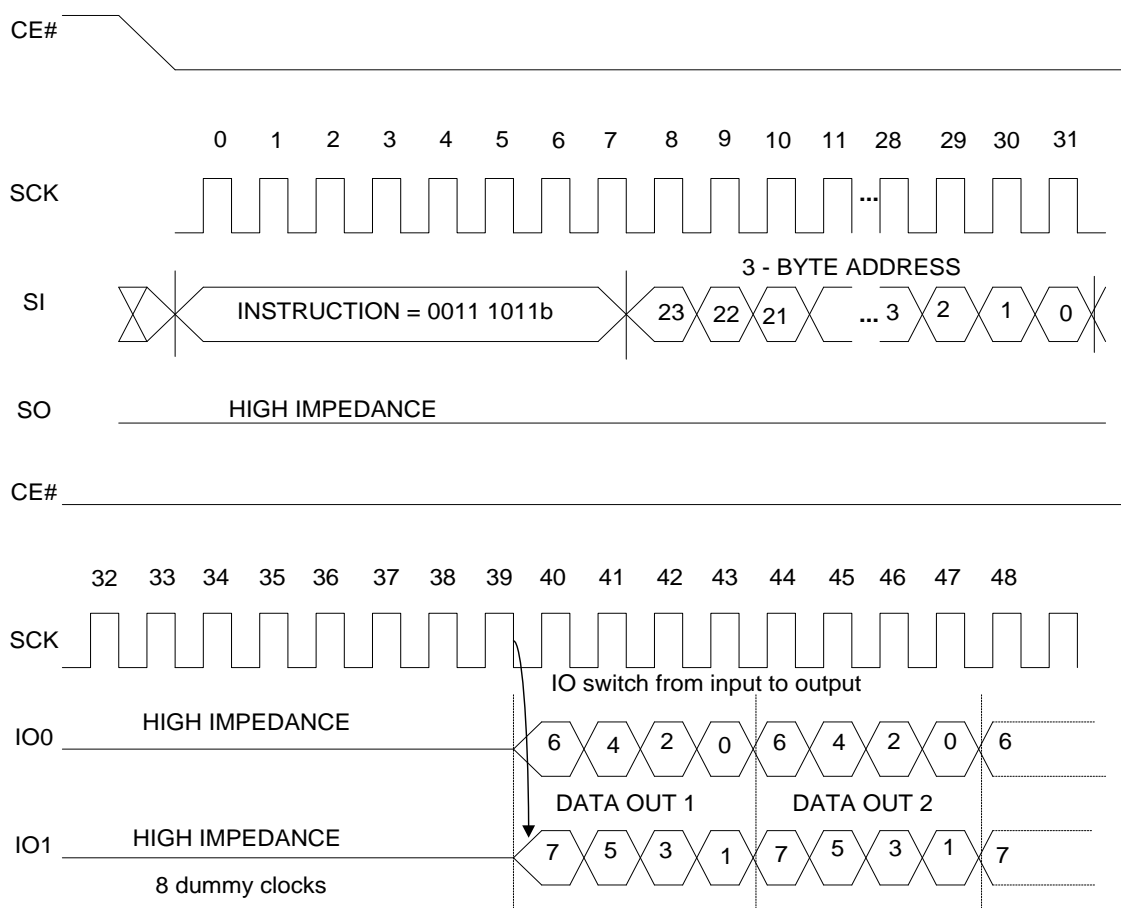 CE#
0 1 2 3 4 5 6 7 8 9 10 11 28 29 30 31
SCK ...
3 - BYTE ADDRESS
SI INSTRUCTION = 0011 1011b 23 22 21 ... 3 2 1 0
SO HIGH IMPEDANCE
CE#
32 33 34 35 36 37 38 39 40 41 42 43 44 45 46 47 48
SCK
IO switch from input to output
IO0 HIGH IMPEDANCE 6 4 2 0 6 4 2 0 6
DATA OUT 1 DATA OUT 2
IO1 HIGH IMPEDANCE 7 5 3 1 7 5 3 1 7
8 dummy clocks